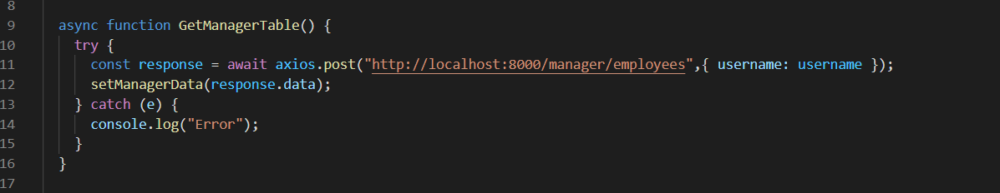 8
9 async function GetManagerTable() {
10 try {
11 const response = await axios.post("http://localhost:8000/manager/employees",{ username: username });
12 setManagerData(response.data);
13 } catch (e) {
14 console.log("Error");
15 }
16 }
17